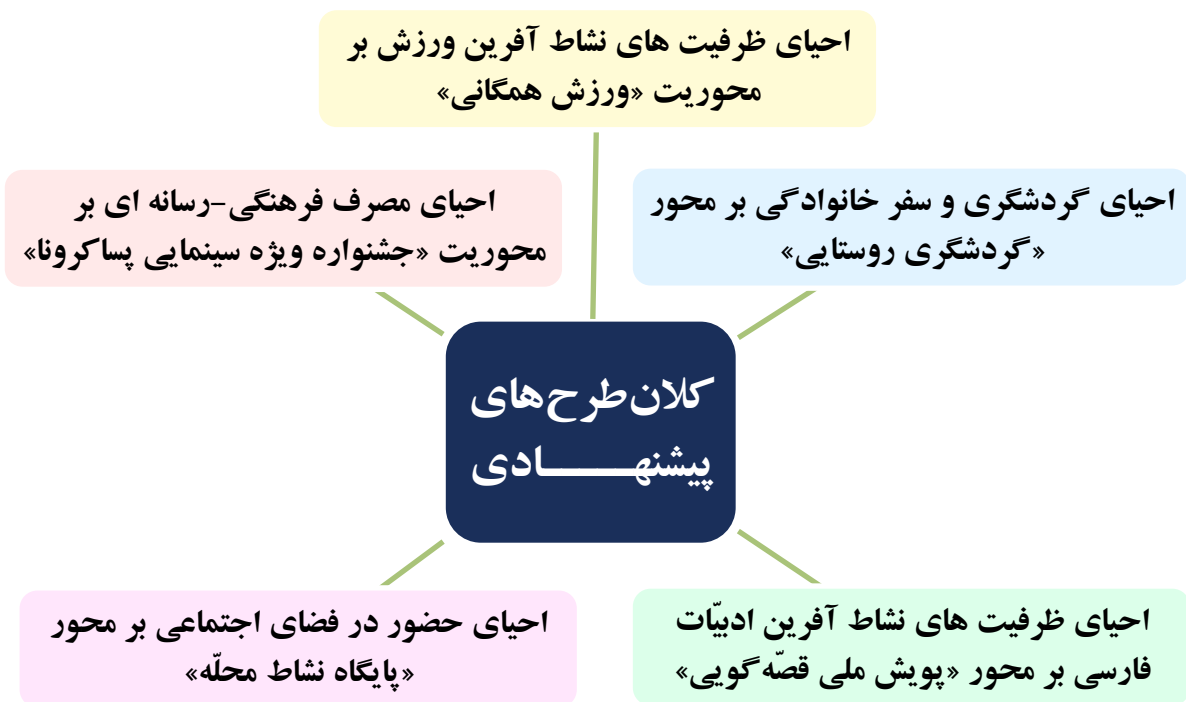 احیای ظرفیت های نشاط آفرین ورزش بر
محوریت «ورزش همگانی»
احیای گردشگری و سفر خانوادگی بر محور
«گردشگری روستایی»
احیای مصرف فرهنگی-رسانه ای بر
محوریت «جشنواره ویژه سینمایی پساکرونا»
کلان‌طرح‌های
پیشنهـــــــادی
احیای ظرفیت های نشاط آفرین ادبیّات
فارسی بر محور «پویش ملی قصّه گویی»
احیای حضور در فضای اجتماعی بر محور
«پایگاه نشاط محلّه»